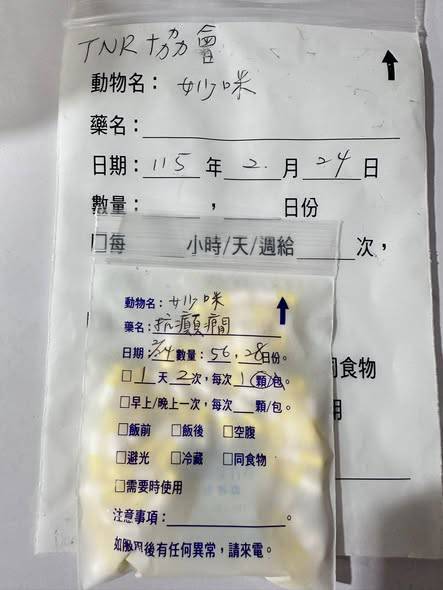 TNR 協會
動物名：妙咪
藥名：
日期：115 年 2. 月 24 日
數量： ， 日份
□每 小時/天/週給 次，
動物名：妙咪
藥名：抗癲癇
日期：2/24 數量：56，28日份。
□ 1 天 2 次，每次 1 顆/包。
□早上/晚上一次，每次 顆/包。
同食物
□飯前 □飯後 □空腹
□避光 □冷藏 □同食物
□需要時使用
注意事項： 。
如服用後有任何異常，請來電。